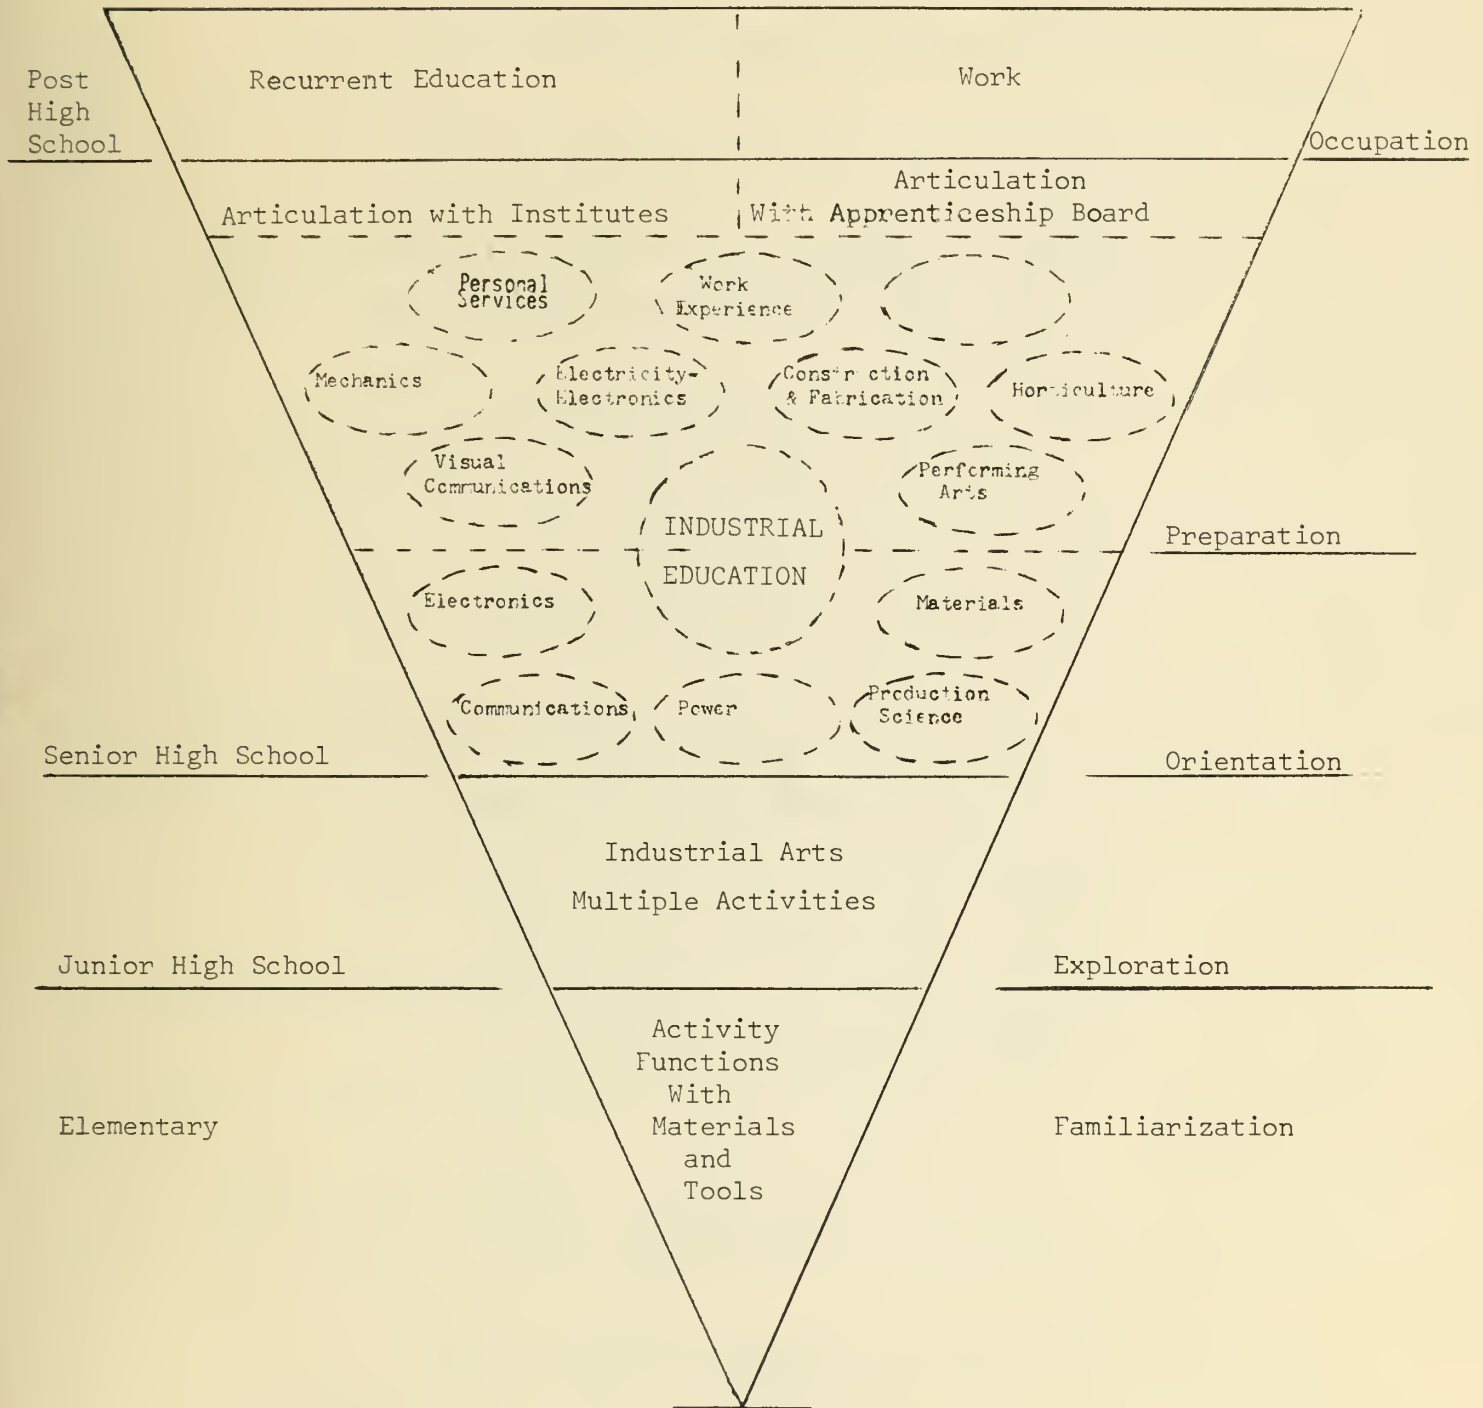 Post
High
School
Recurrent Education
Work
Occupation
Articulation with Institutes
Articulation
With Apprenticeship Board
Personal
Services
Work
Experience
Mechanics
Electricity-
Electronics
Construction
& Fabrication
Horticulture
Visual
Communications
Performing
Arts
INDUSTRIAL
EDUCATION
Preparation
Electronics
Materials
Communications
Power
Production
Science
Senior High School
Orientation
Industrial Arts
Multiple Activities
Junior High School
Exploration
Activity
Functions
With
Materials
and
Tools
Elementary
Familiarization